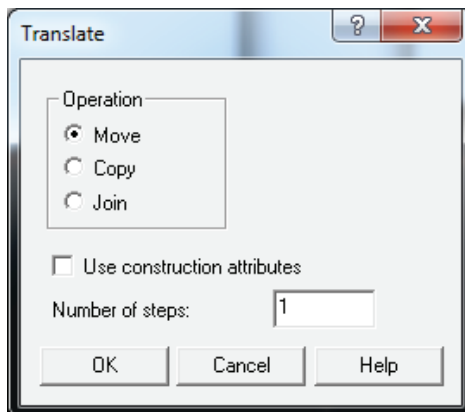 Translate
?
Operation
Move
Copy
Join
Use construction attributes
Number of steps: 1
OK Cancel Help